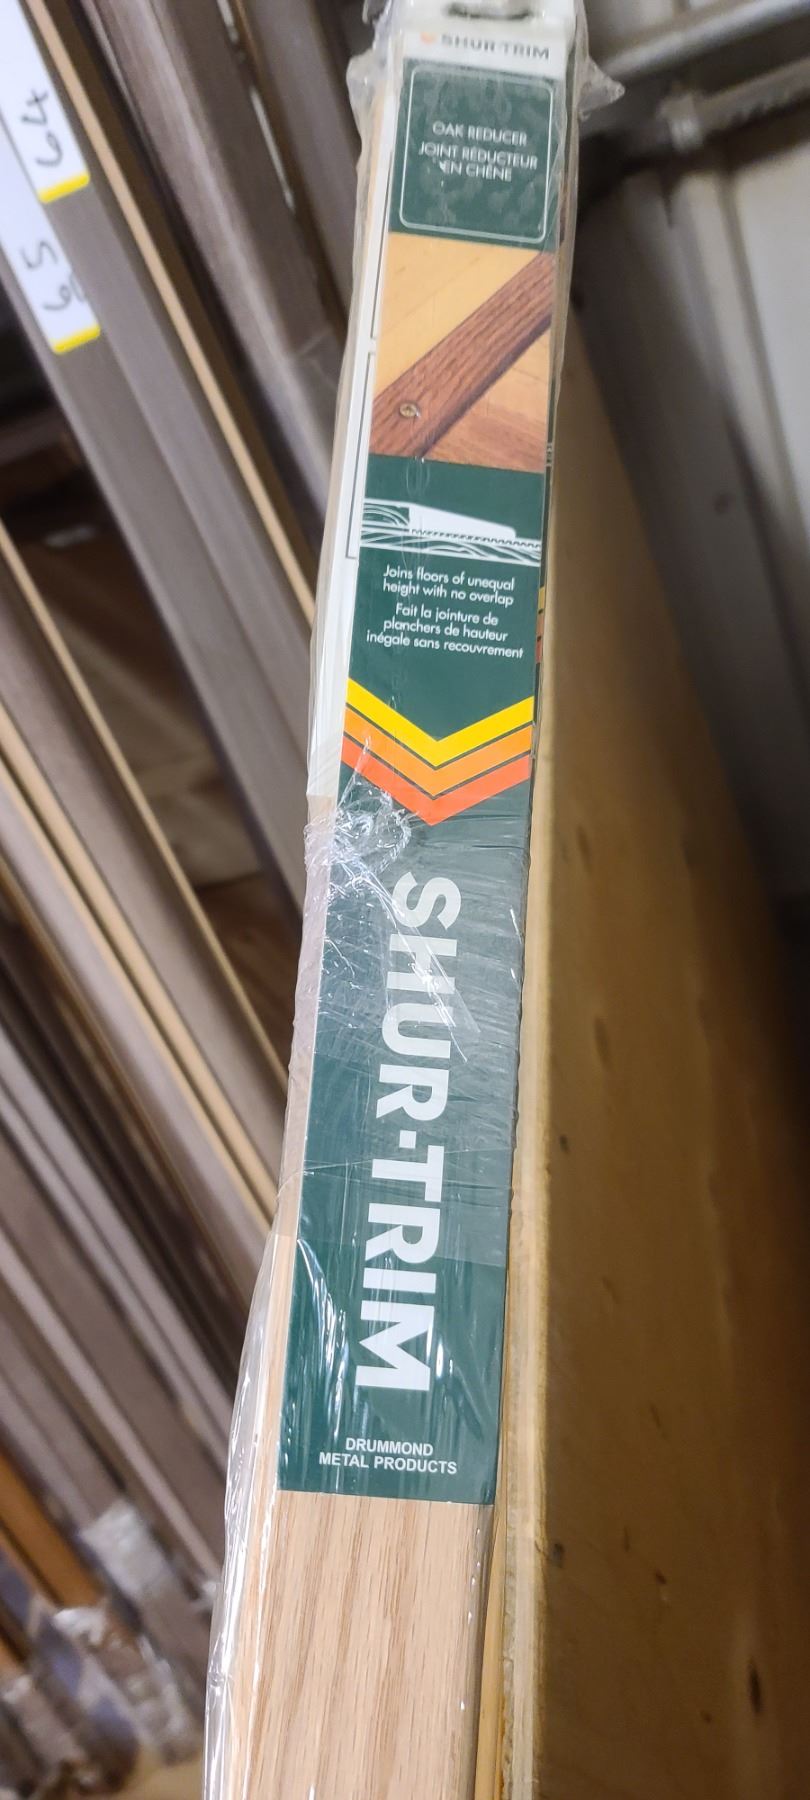 SHUR-TRIM
OAK REDUCER
JOINT RÉDUCTEUR
EN CHÊNE
Joins floors of unequal
height with no overlap
Fait la jointure de
planchers de hauteur
inégale sans recouvrement
SHUR-TRIM
DRUMMOND
METAL PRODUCTS
64
59